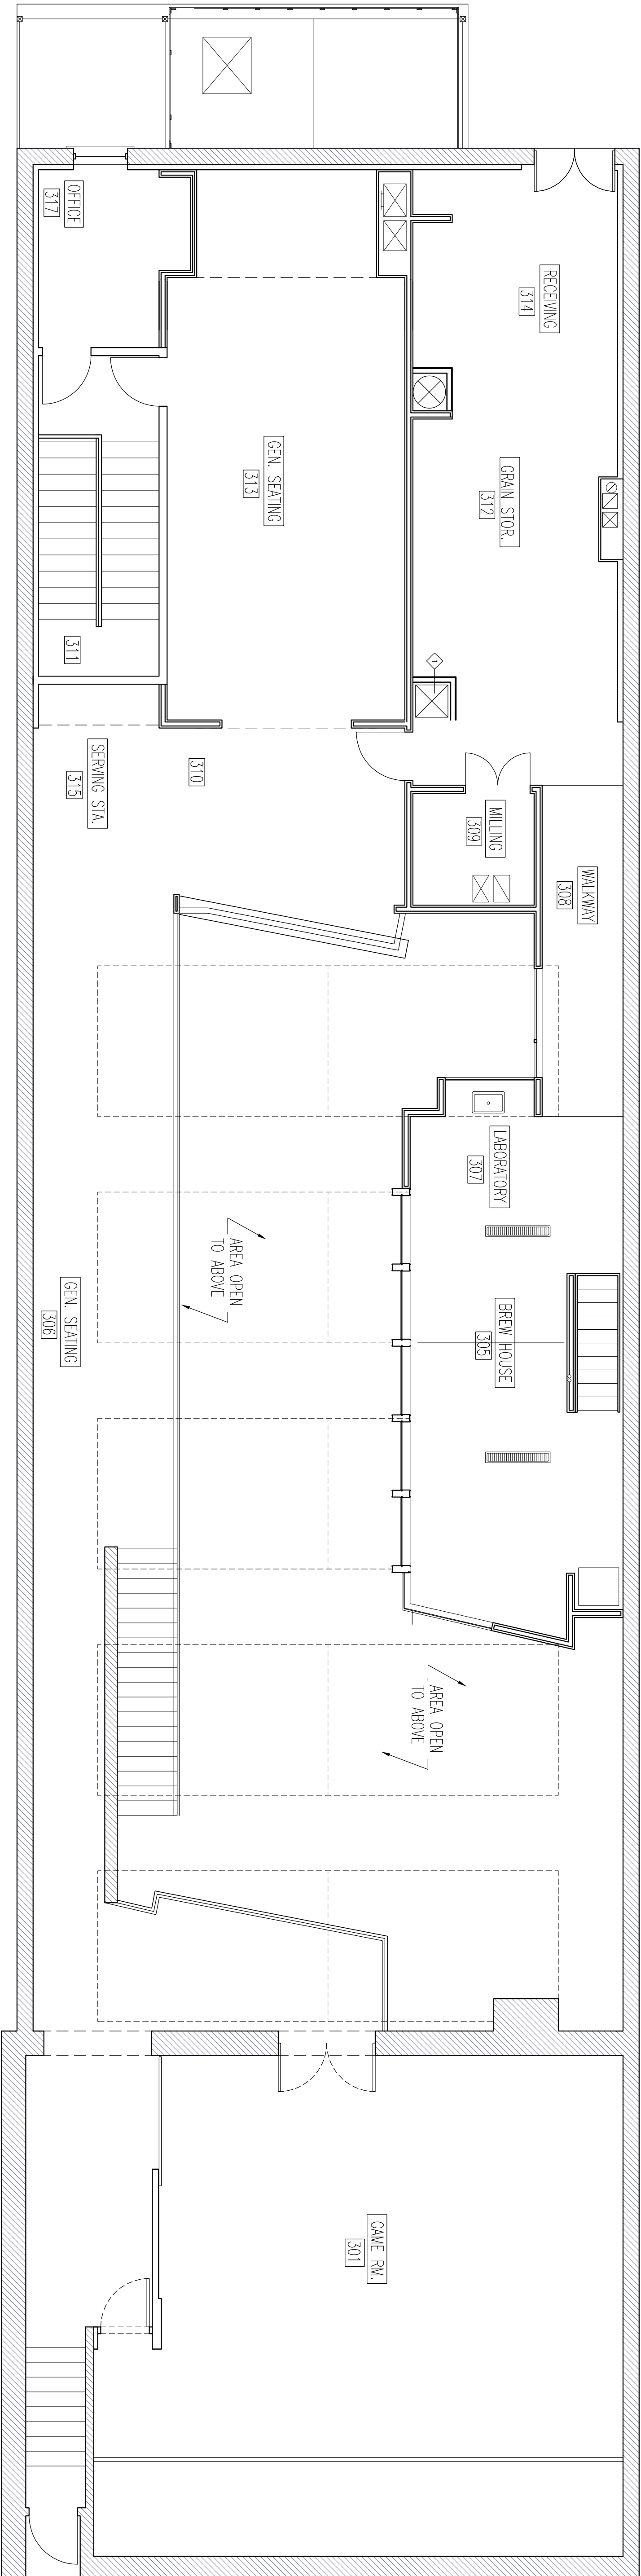 OFFICE
317
RECEIVING
314
GEN. SEATING
313
GRAIN STOR.
312
311
1
SERVING STA.
315
310
MILLING
309
WALKWAY
308
LABORATORY
307
AREA OPEN
TO ABOVE
GEN. SEATING
306
BREW HOUSE
305
AREA OPEN
TO ABOVE
GAME RM.
301